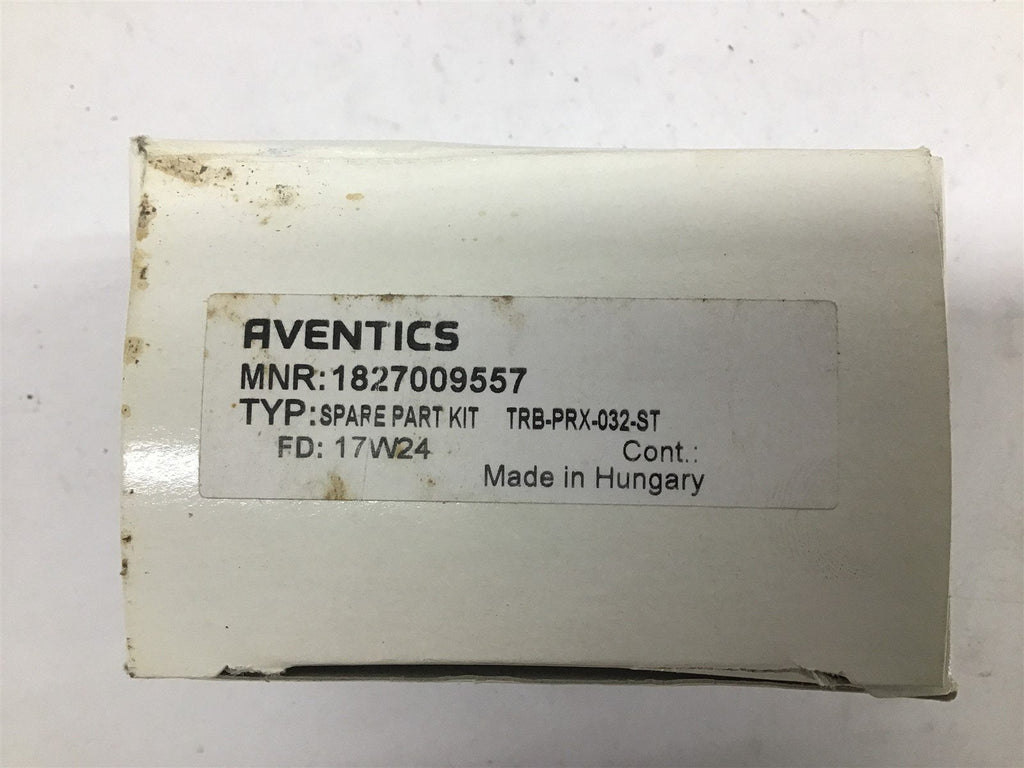 AVENTICS
MNR:1827009557
TYP:SPARE PART KIT TRB-PRX-032-ST
FD: 17W24 Cont.:
Made in Hungary